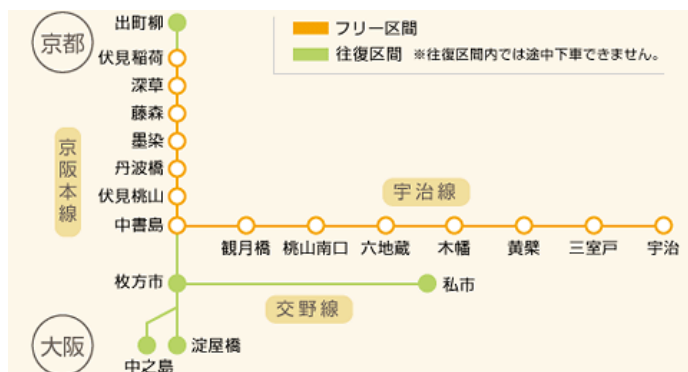 京都
出町柳
伏見稲荷
深草
藤森
墨染
丹波橋
伏見桃山
中書島
京阪本線
フリー区間
往復区間 ※往復区間内では途中下車できません。
宇治線
観月橋
桃山南口
六地蔵
木幡
黄檗
三室戸
宇治
枚方市
私市
交野線
大阪
淀屋橋
中之島